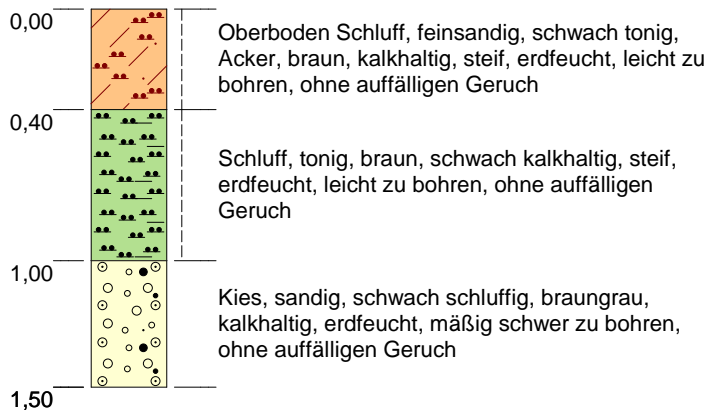 0,00
Oberboden Schluff, feinsandig, schwach tonig,
Acker, braun, kalkhaltig, steif, erdfeucht, leicht zu
bohren, ohne auffälligen Geruch
0,40
Schluff, tonig, braun, schwach kalkhaltig, steif,
erdfeucht, leicht zu bohren, ohne auffälligen
Geruch
1,00
Kies, sandig, schwach schluffig, braungrau,
kalkhaltig, erdfeucht, mäßig schwer zu bohren,
ohne auffälligen Geruch
1,50